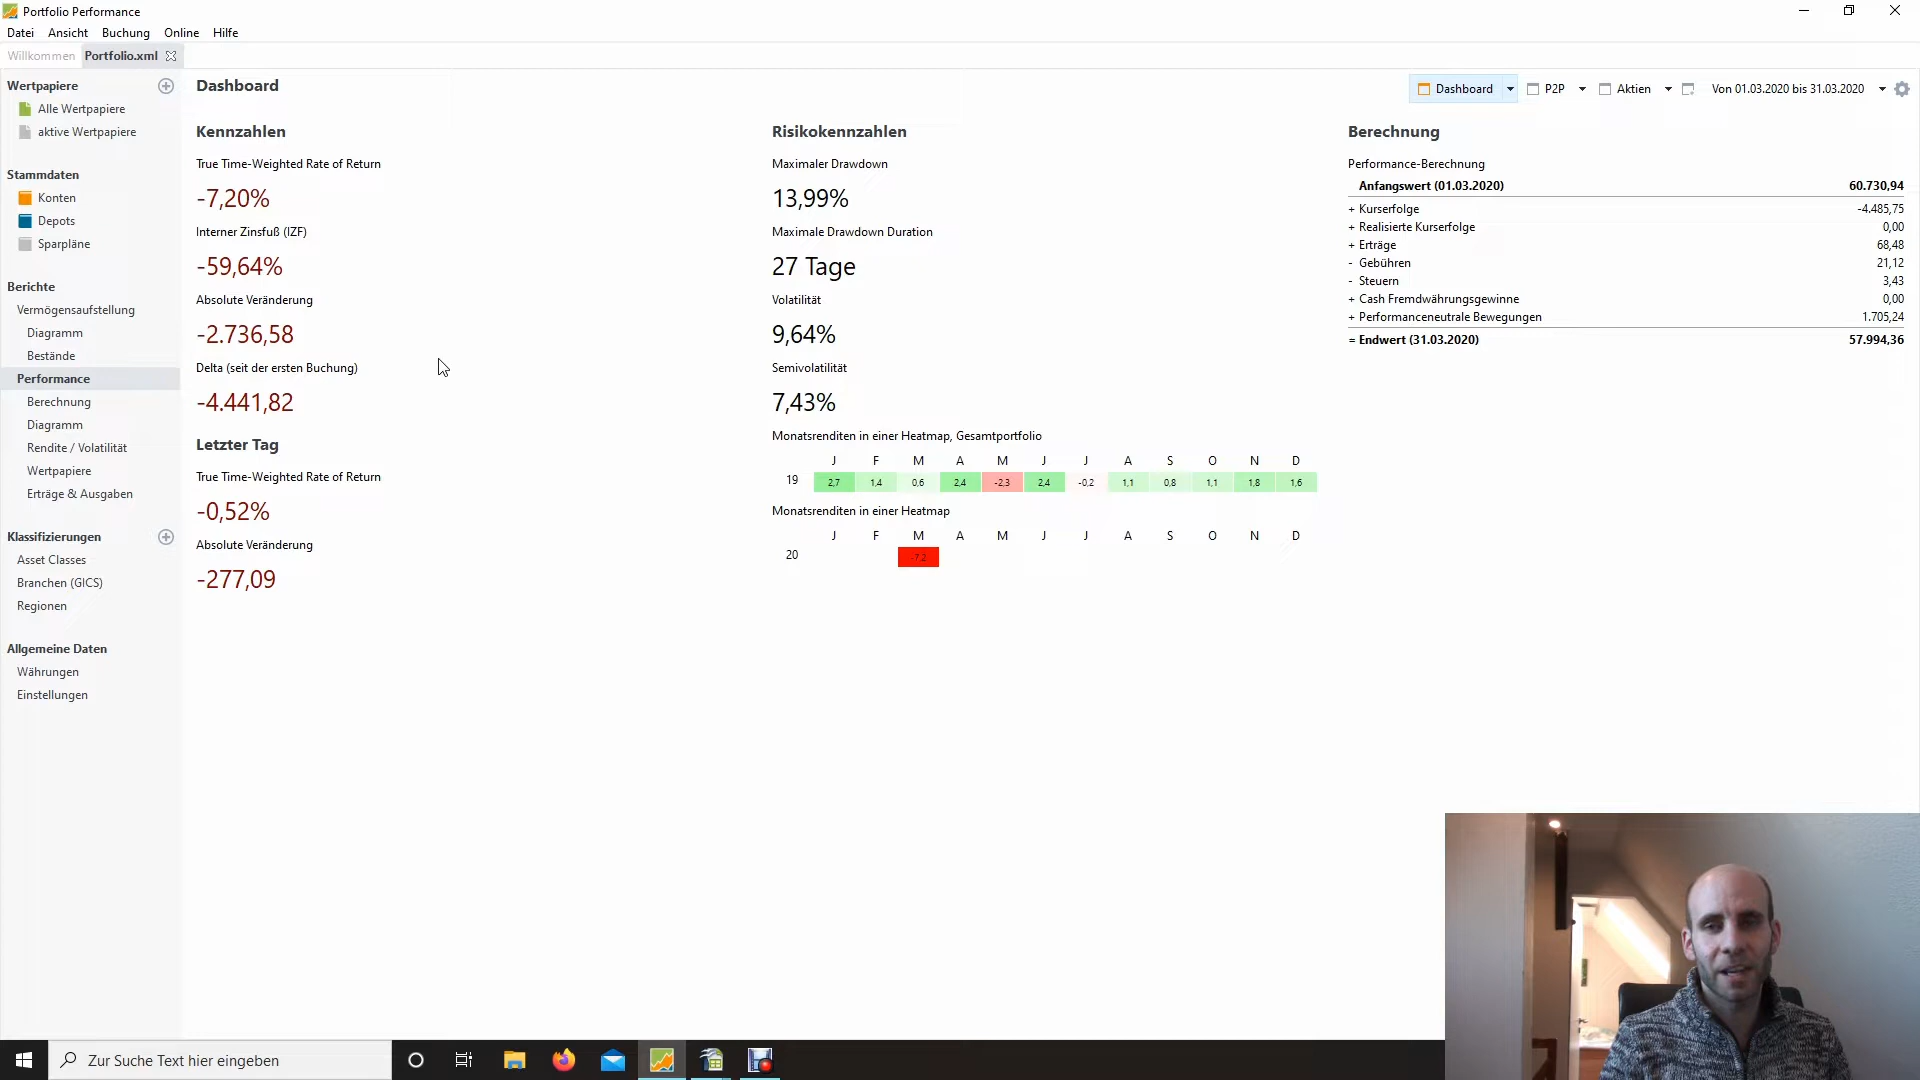 Portfolio Performance
Datei Ansicht Buchung Online Hilfe
Willkommen Portfolio.xml
Wertpapiere
Alle Wertpapiere
aktive Wertpapiere
Stammdaten
Konten
Depots
Sparpläne
Berichte
Vermögensaufstellung
Diagramm
Bestände
Performance
Berechnung
Diagramm
Rendite / Volatilität
Wertpapiere
Erträge & Ausgaben
Klassifizierungen
Asset Classes
Branchen (GICS)
Regionen
Allgemeine Daten
Währungen
Einstellungen
Dashboard
Dashboard P2P Aktien Von 01.03.2020 bis 31.03.2020
Kennzahlen
True Time-Weighted Rate of Return
-7,20%
Interner Zinsfuß (IZF)
-59,64%
Absolute Veränderung
-2.736,58
Delta (seit der ersten Buchung)
-4.441,82
Letzter Tag
True Time-Weighted Rate of Return
-0,52%
Absolute Veränderung
-277,09
Risikokennzahlen
Maximaler Drawdown
13,99%
Maximale Drawdown Duration
27 Tage
Volatilität
9,64%
Semivolatilität
7,43%
Monatsrenditen in einer Heatmap, Gesamtportfolio
J F M A M J J A S O N D
19 2,7 1,4 0,6 2,4 -2,3 2,4 -0,2 1,1 0,8 1,1 1,8 1,6
Monatsrenditen in einer Heatmap
J F M A M J J A S O N D
20 -7,2
Berechnung
Performance-Berechnung
Anfangswert (01.03.2020) 60.730,94
+ Kurserfolge -4.485,75
+ Realisierte Kurserfolge 0,00
+ Erträge 68,48
- Gebühren 21,12
- Steuern 3,43
+ Cash Fremdwährungsgewinne 0,00
+ Performanceneutrale Bewegungen 1.705,24
= Endwert (31.03.2020) 57.994,36
Zur Suche Text hier eingeben